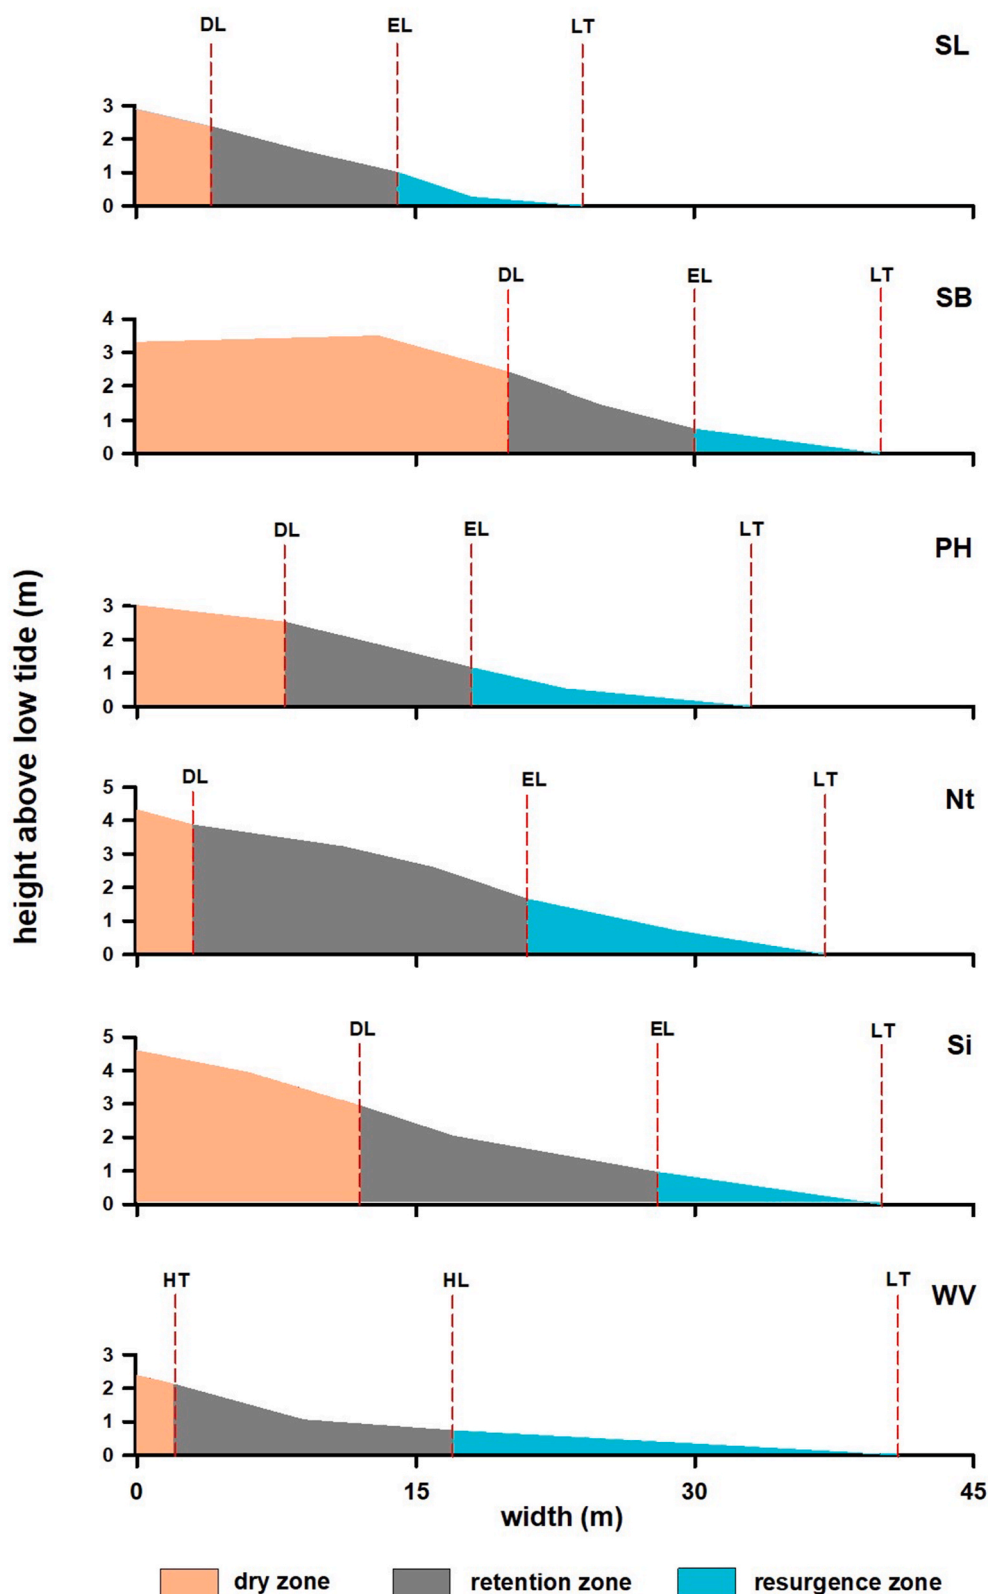 DL EL LT SL
3
2
1
0
DL EL LT SB
4
3
2
1
0
DL EL LT PH
3
2
1
0
DL EL LT Nt
5
4
3
2
1
0
DL EL LT Si
5
4
3
2
1
0
HT HL LT WV
3
2
1
0
0 15 30 45
width (m)
height above low tide (m)
dry zone retention zone resurgence zone